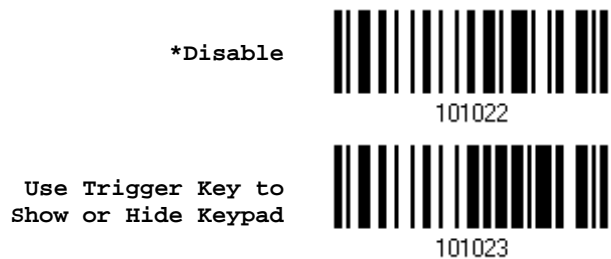 *Disable
101022
Use Trigger Key to
Show or Hide Keypad
101023